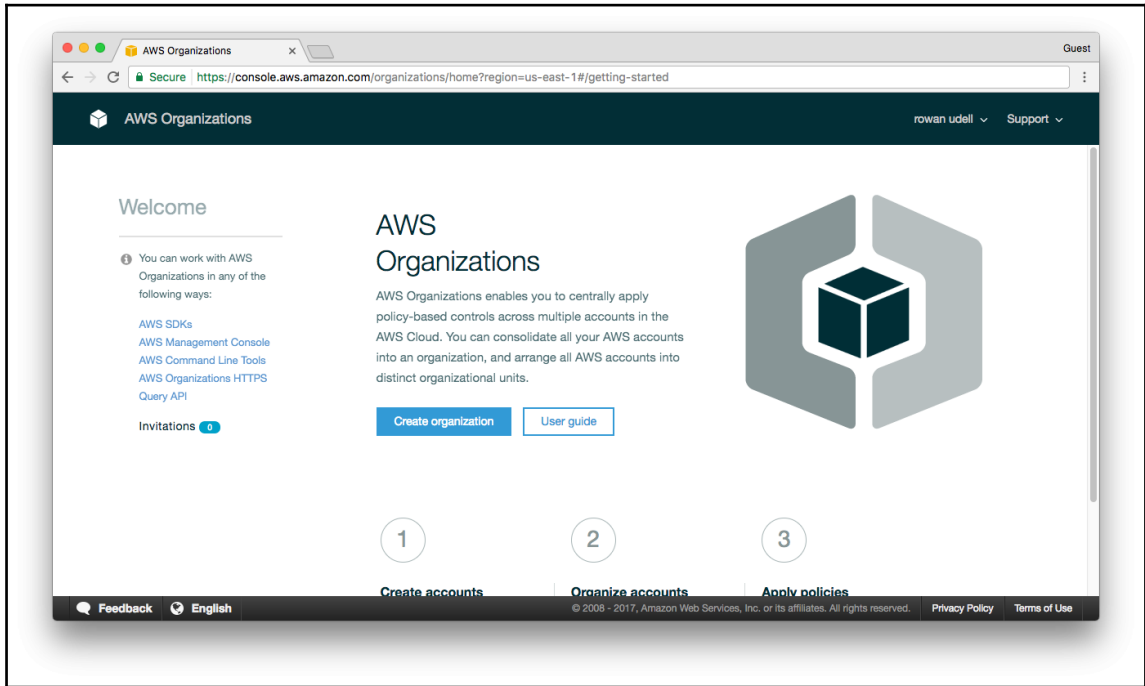 AWS Organizations
Guest
Secure https://console.aws.amazon.com/organizations/home?region=us-east-1#/getting-started
AWS Organizations
rowan udell
Support
Welcome
You can work with AWS
Organizations in any of the
following ways:
AWS SDKs
AWS Management Console
AWS Command Line Tools
AWS Organizations HTTPS
Query API
Invitations 0
AWS
Organizations
AWS Organizations enables you to centrally apply
policy-based controls across multiple accounts in the
AWS Cloud. You can consolidate all your AWS accounts
into an organization, and arrange all AWS accounts into
distinct organizational units.
Create organization
User guide
1
2
3
Create accounts
Organize accounts
Apply policies
Feedback
English
© 2008 - 2017, Amazon Web Services, Inc. or its affiliates. All rights reserved.
Privacy Policy
Terms of Use